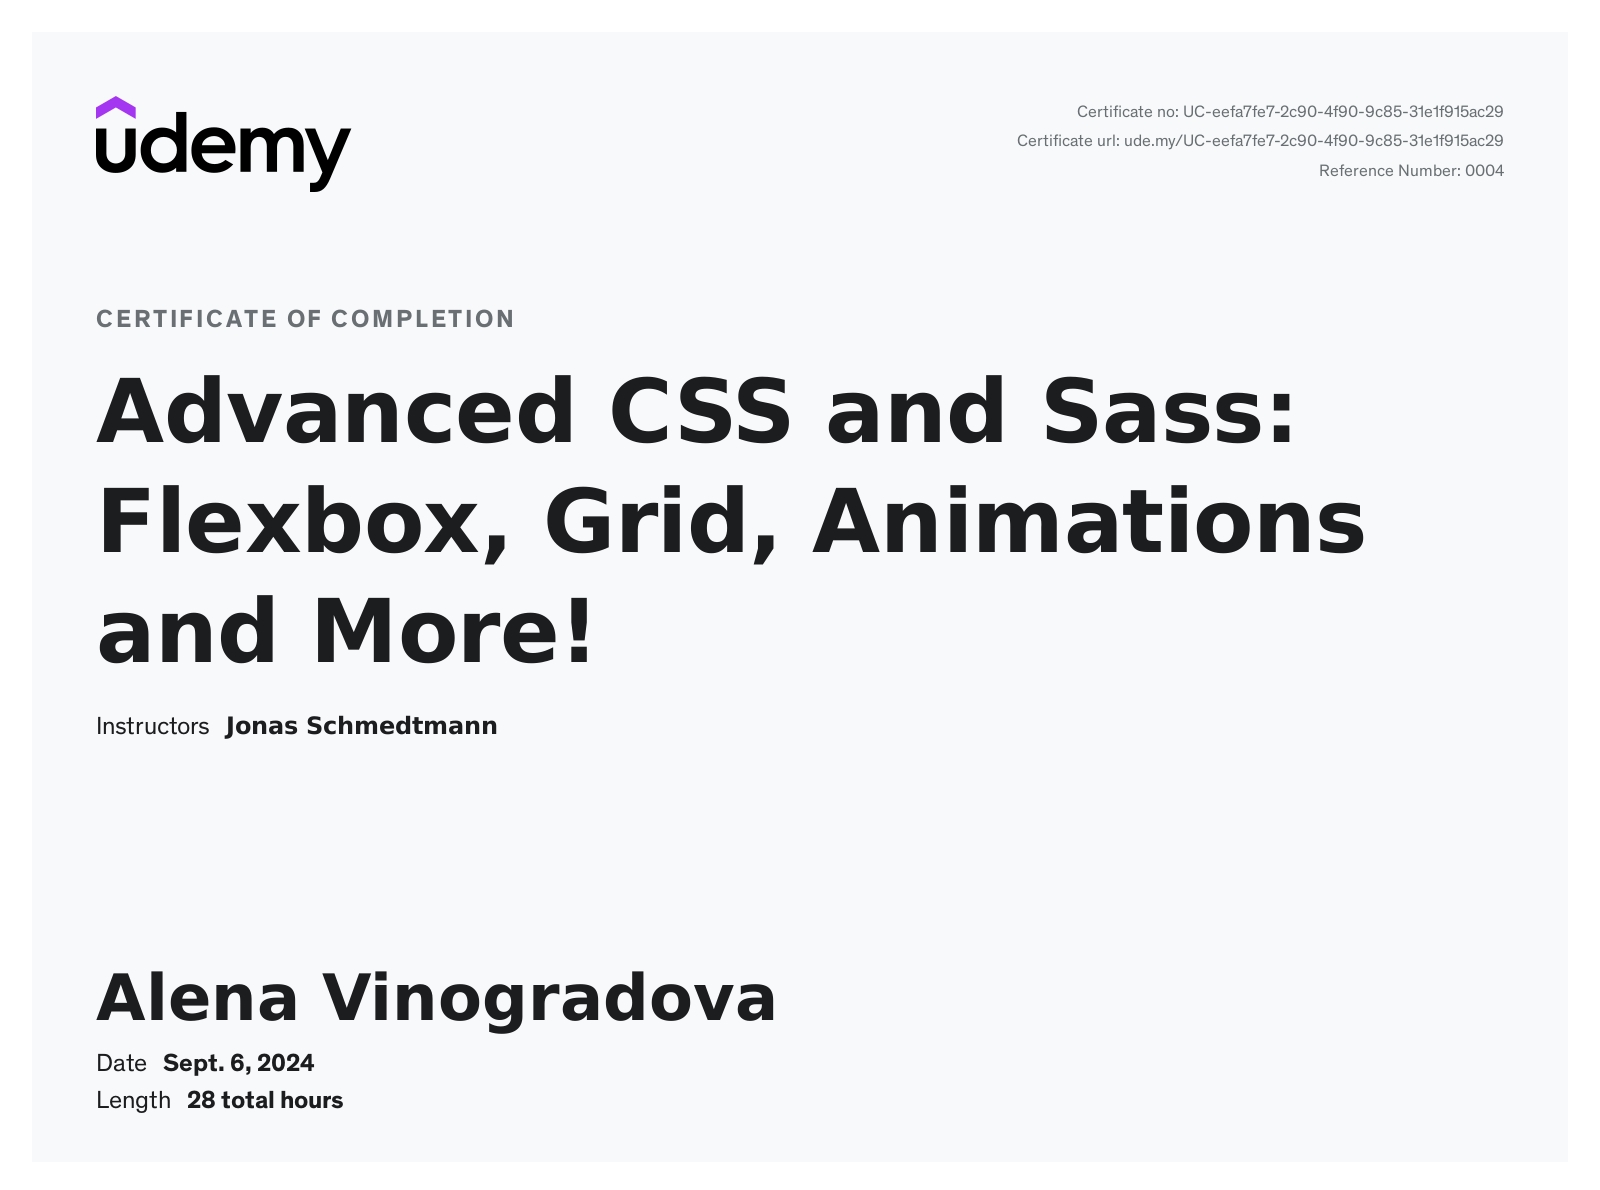 udemy
Certificate no: UC-eefa7fe7-2c90-4f90-9c85-31e1f915ac29
Certificate url: ude.my/UC-eefa7fe7-2c90-4f90-9c85-31e1f915ac29
Reference Number: 0004
CERTIFICATE OF COMPLETION
Advanced CSS and Sass:
Flexbox, Grid, Animations
and More!
Instructors Jonas Schmedtmann
Alena Vinogradova
Date Sept. 6, 2024
Length 28 total hours